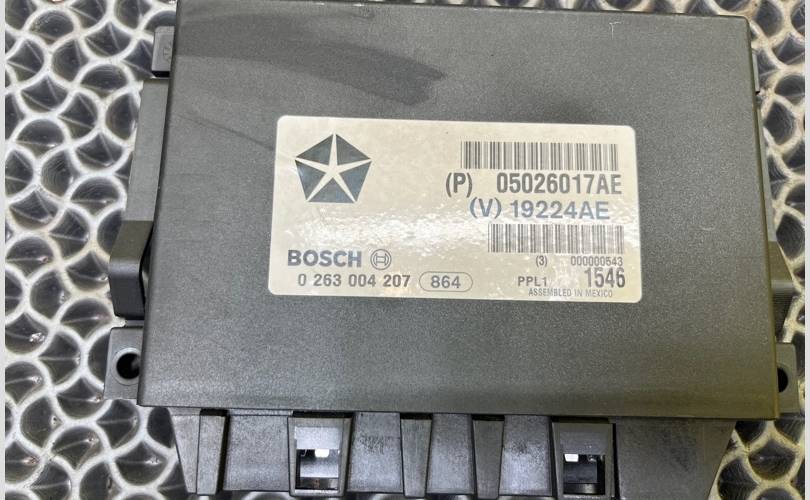 (P) 05026017AE
(V) 19224AE
BOSCH
(3) 000000543
0 263 004 207 864
PPL1 1546
ASSEMBLED IN MEXICO